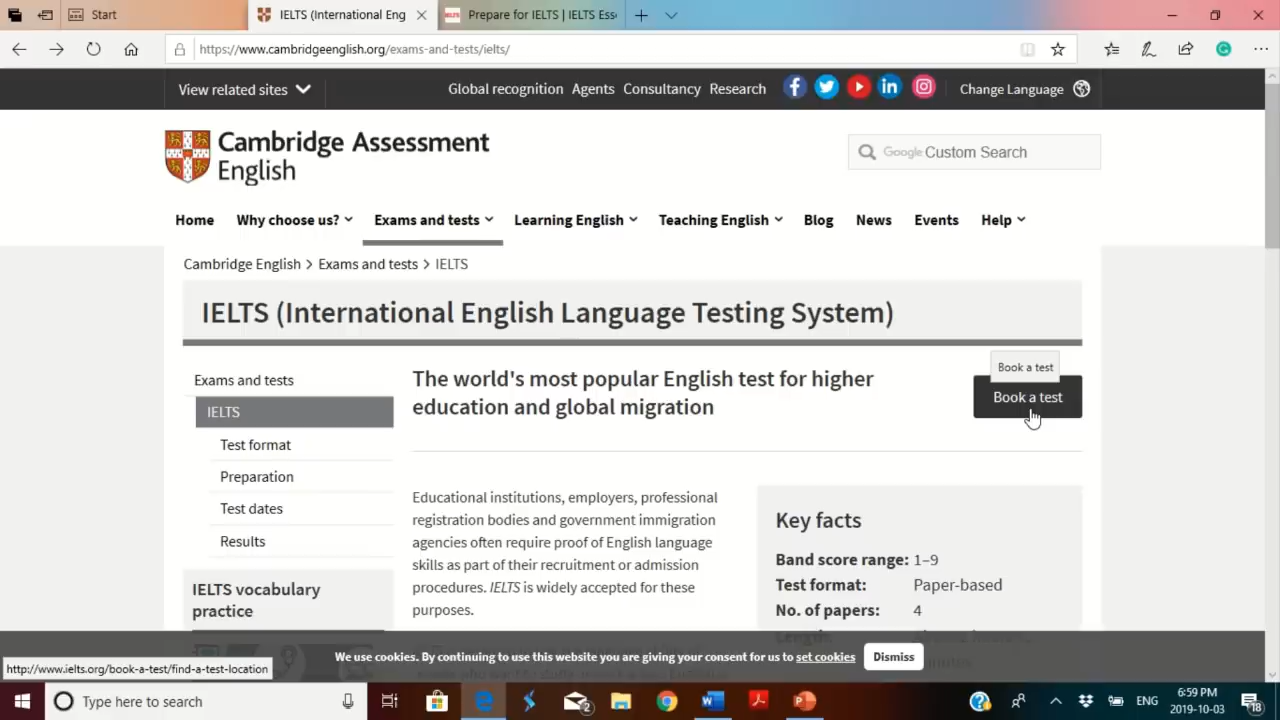 Start
IELTS (International Eng
Prepare for IELTS | IELTS Ess
https://www.cambridgeenglish.org/exams-and-tests/ielts/
View related sites
Global recognition Agents Consultancy Research
Change Language
Cambridge Assessment
English
Google Custom Search
Home Why choose us? Exams and tests Learning English Teaching English Blog News Events Help
Cambridge English > Exams and tests > IELTS
IELTS (International English Language Testing System)
Exams and tests
IELTS
Test format
Preparation
Test dates
Results
IELTS vocabulary
practice
The world's most popular English test for higher
education and global migration
Book a test
Book a test
Educational institutions, employers, professional
registration bodies and government immigration
agencies often require proof of English language
skills as part of their recruitment or admission
procedures. IELTS is widely accepted for these
purposes.
Key facts
Band score range: 1–9
Test format: Paper-based
No. of papers: 4
We use cookies. By continuing to use this website you are giving your consent for us to set cookies
Dismiss
http://www.ielts.org/book-a-test/find-a-test-location
Type here to search
2
ENG
6:59 PM
2019-10-03
18